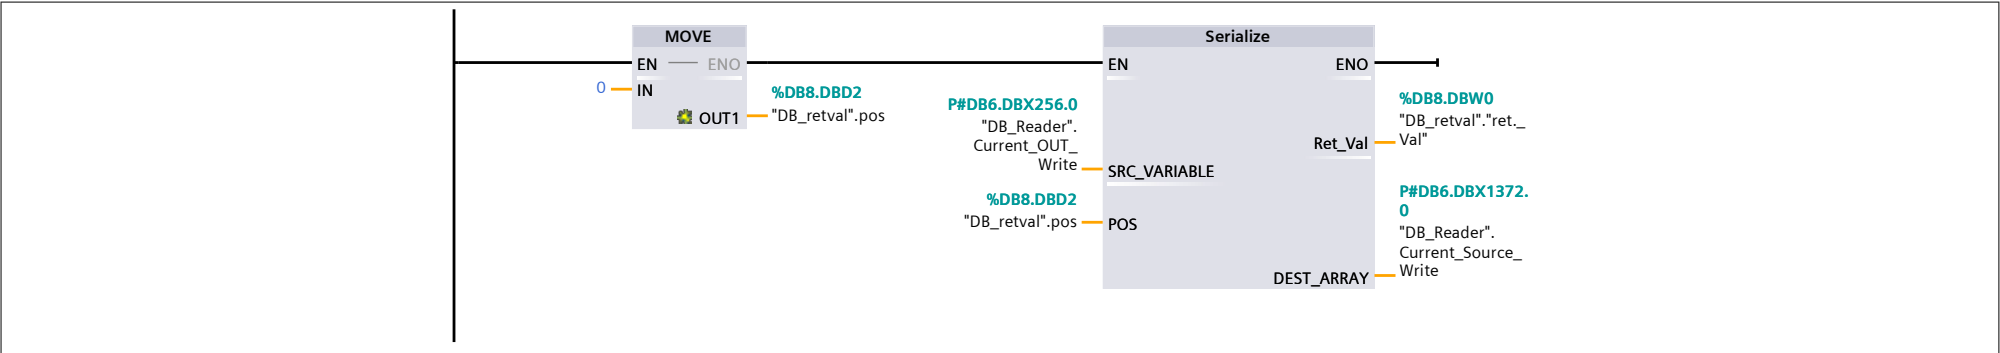 MOVE
EN ENO
0 IN
OUT1
%DB8.DBD2
"DB_retval".pos
Serialize
EN ENO
P#DB6.DBX256.0
"DB_Reader".
Current_OUT_
Write
SRC_VARIABLE
%DB8.DBD2
"DB_retval".pos
POS
Ret_Val
%DB8.DBW0
"DB_retval"."ret._
Val"
DEST_ARRAY
P#DB6.DBX1372.
0
"DB_Reader".
Current_Source_
Write